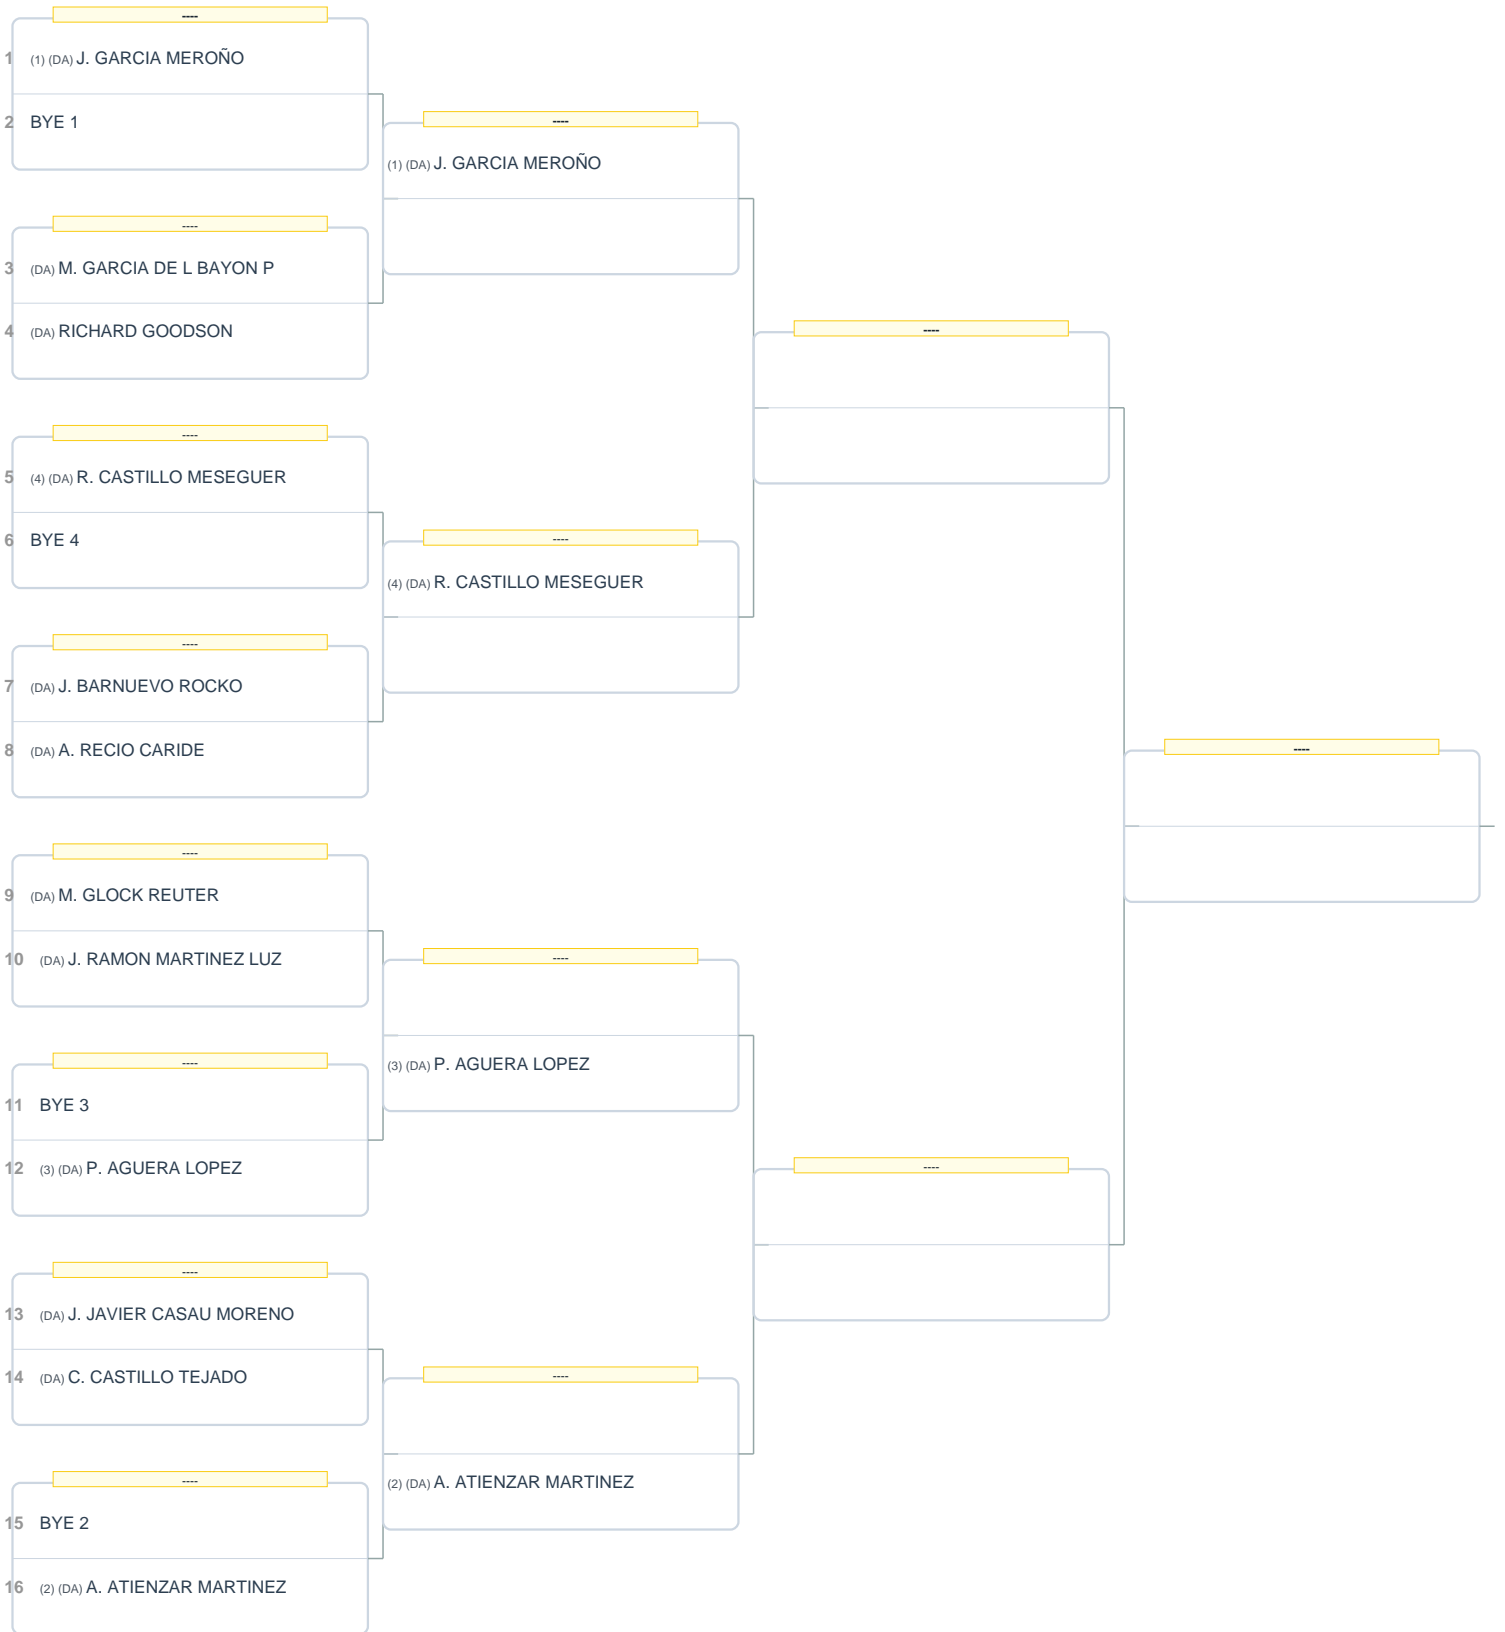 ----
1 (1) (DA) J. GARCIA MEROÑO
2 BYE 1
----
3 (DA) M. GARCIA DE L BAYON P
4 (DA) RICHARD GOODSON
----
5 (4) (DA) R. CASTILLO MESEGUER
6 BYE 4
----
7 (DA) J. BARNUEVO ROCKO
8 (DA) A. RECIO CARIDE
----
9 (DA) M. GLOCK REUTER
10 (DA) J. RAMON MARTINEZ LUZ
----
11 BYE 3
12 (3) (DA) P. AGUERA LOPEZ
----
13 (DA) J. JAVIER CASAU MORENO
14 (DA) C. CASTILLO TEJADO
----
15 BYE 2
16 (2) (DA) A. ATIENZAR MARTINEZ
----
(1) (DA) J. GARCIA MEROÑO
----
(4) (DA) R. CASTILLO MESEGUER
----
(3) (DA) P. AGUERA LOPEZ
----
(2) (DA) A. ATIENZAR MARTINEZ
----
----
----